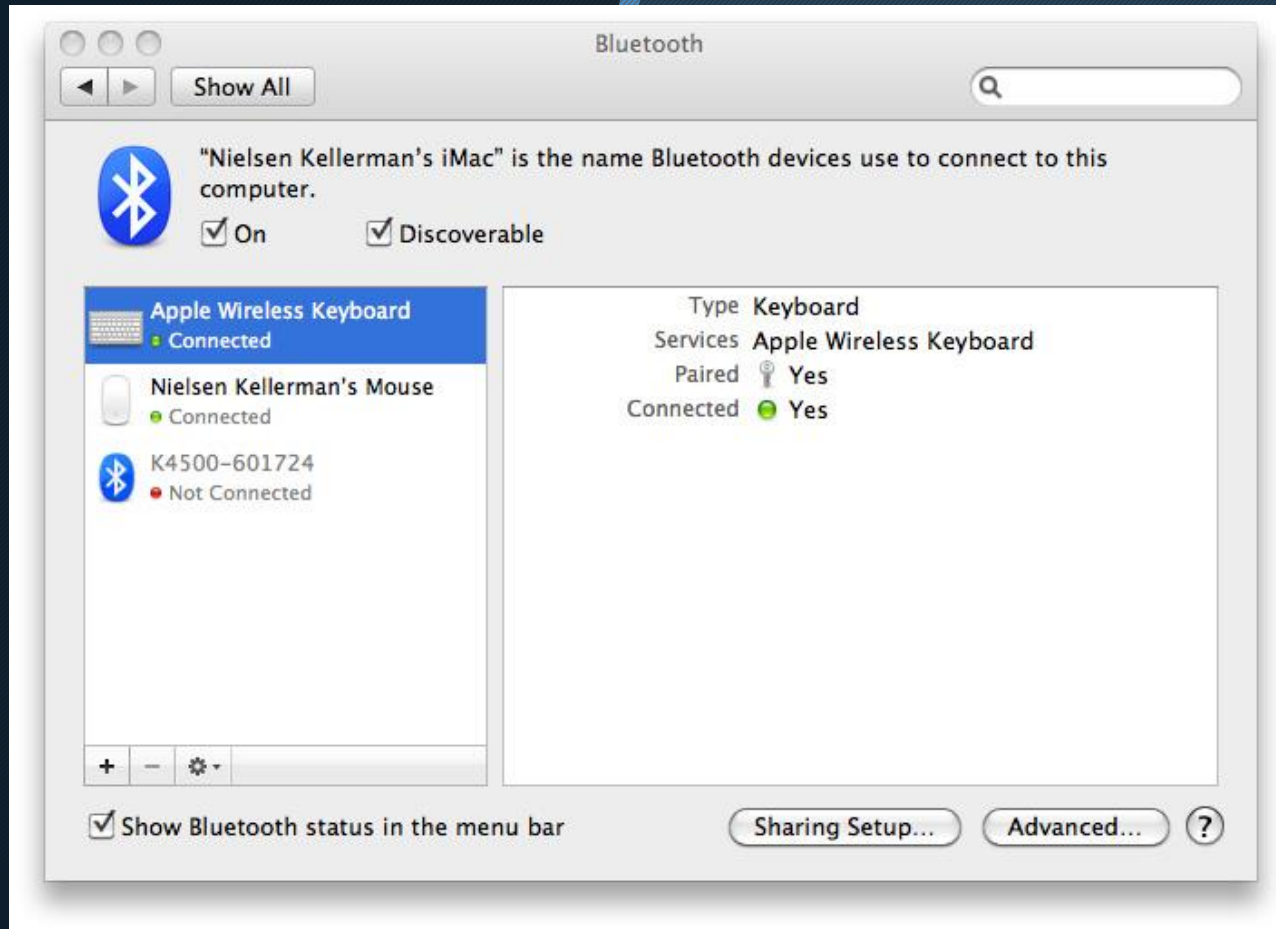 Bluetooth
Show All
“Nielsen Kellerman’s iMac” is the name Bluetooth devices use to connect to this
computer.
On
Discoverable
Apple Wireless Keyboard
Connected
Nielsen Kellerman’s Mouse
Connected
K4500-601724
Not Connected
Type Keyboard
Services Apple Wireless Keyboard
Paired Yes
Connected Yes
Show Bluetooth status in the menu bar
Sharing Setup...
Advanced...
?